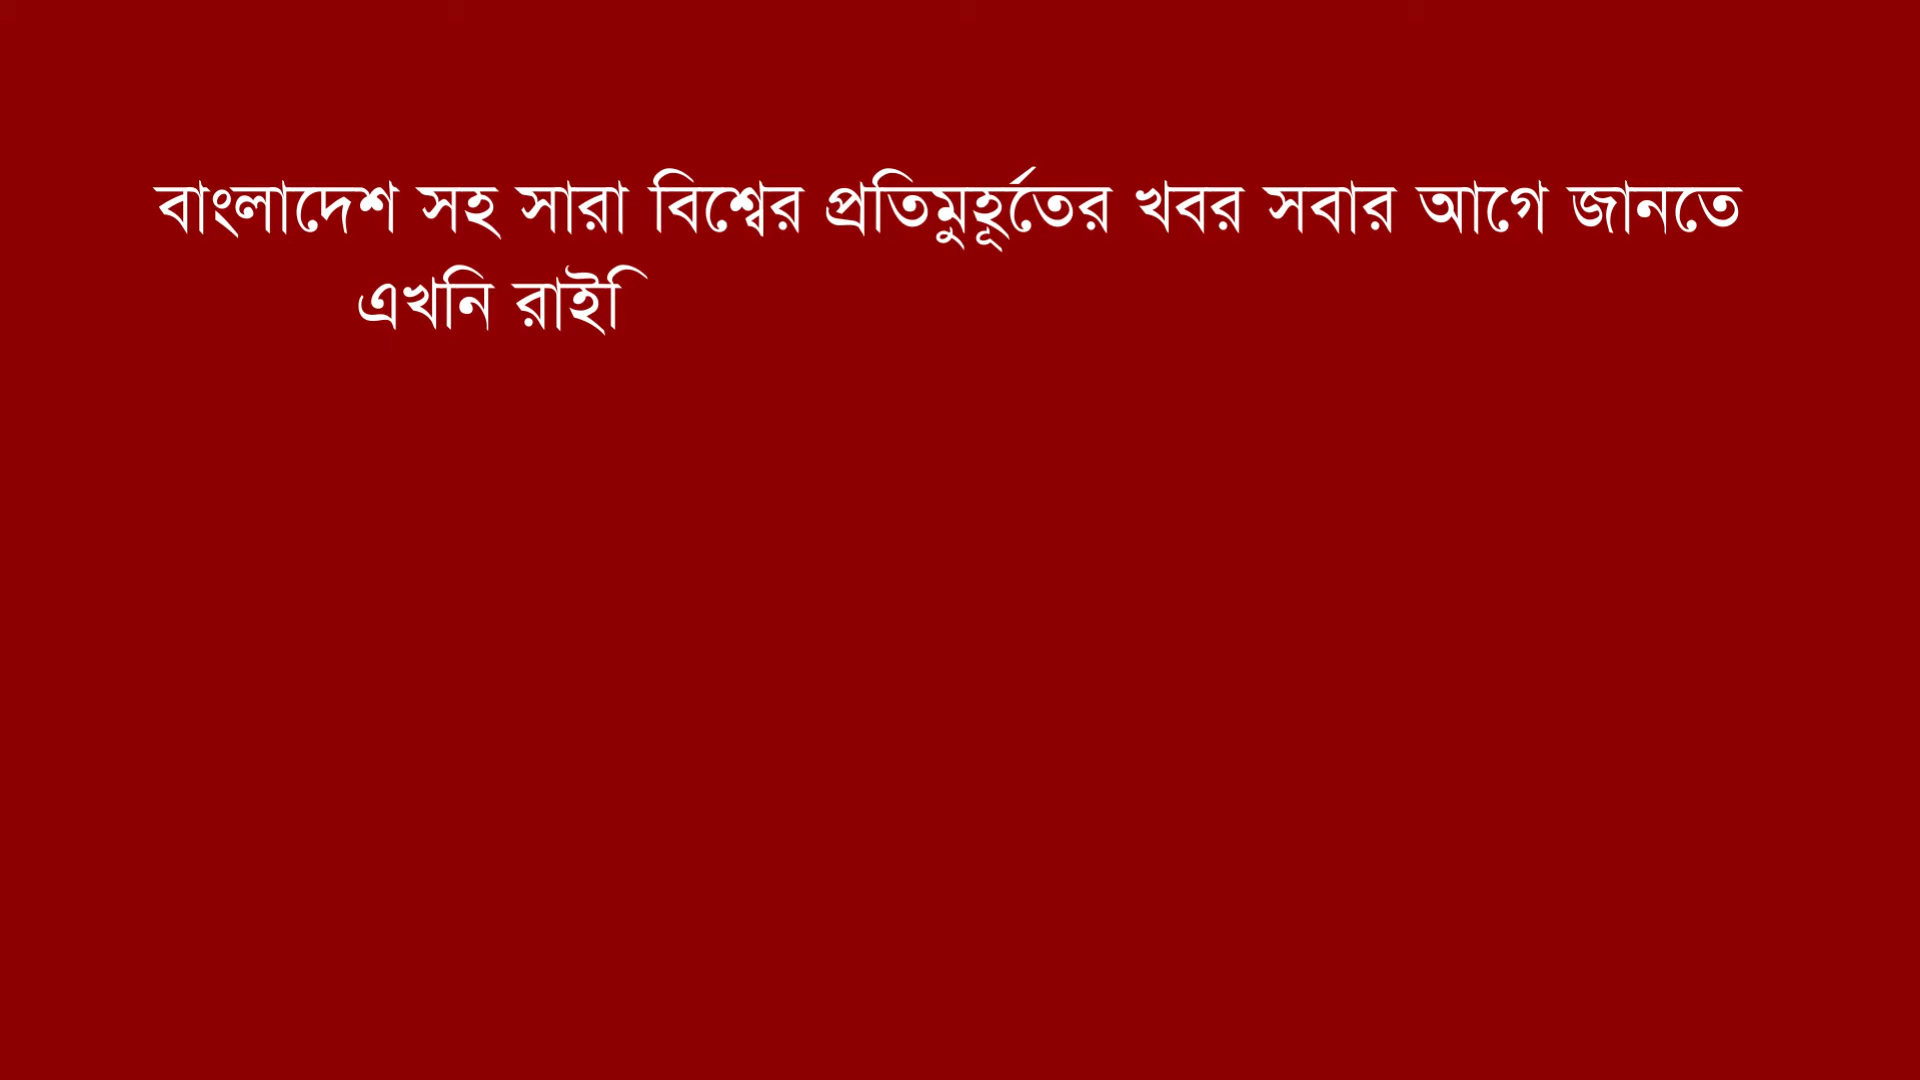 বাংলাদেশ সহ সারা বিশ্বের প্রতিমুহূর্তের খবর সবার আগে জানতে
এখনি রাইি